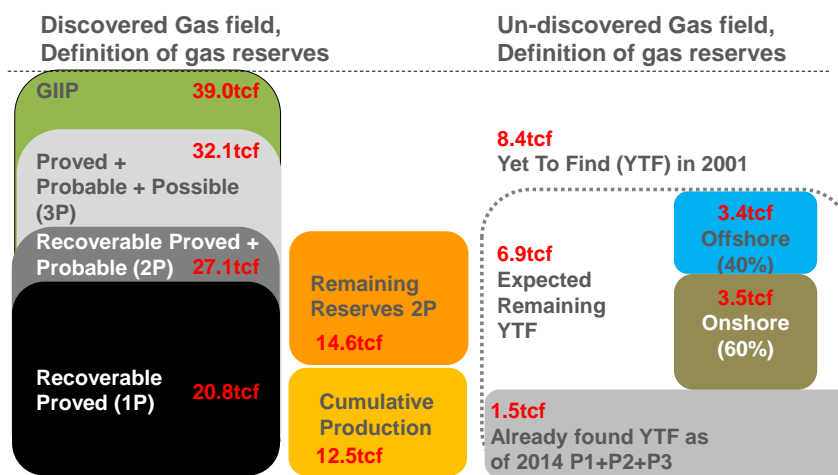 Discovered Gas field,
Definition of gas reserves
GIIP 39.0tcf
32.1tcf
Proved +
Probable + Possible
(3P)
Recoverable Proved +
Probable (2P) 27.1tcf
Recoverable
Proved (1P)
20.8tcf
Remaining
Reserves 2P
14.6tcf
Cumulative
Production
12.5tcf
Un-discovered Gas field,
Definition of gas reserves
8.4tcf
Yet To Find (YTF) in 2001
6.9tcf
Expected
Remaining
YTF
3.4tcf
Offshore
(40%)
3.5tcf
Onshore
(60%)
1.5tcf
Already found YTF as
of 2014 P1+P2+P3